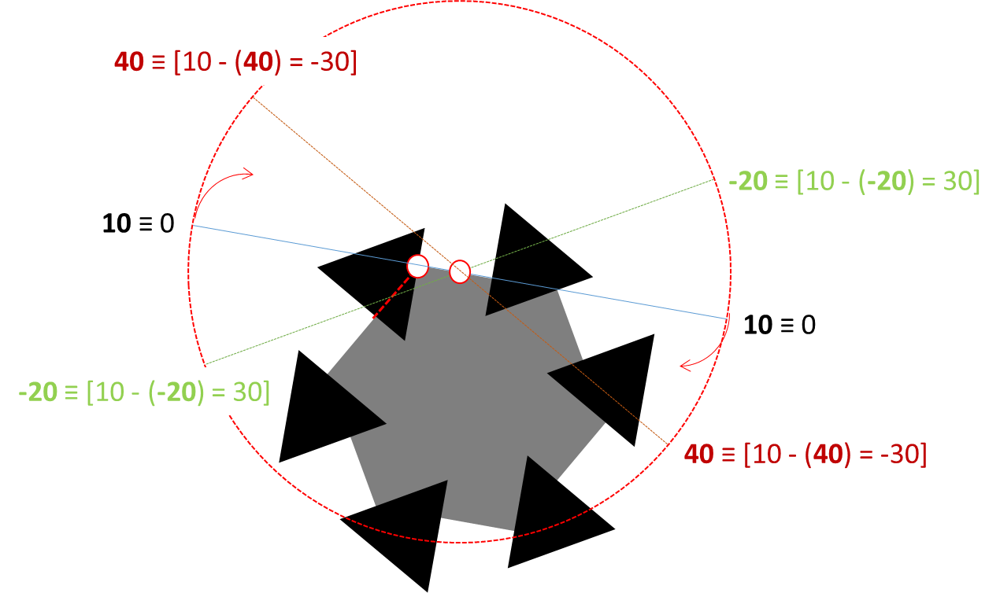 40 ≡ [10 - (40) = -30]
-20 ≡ [10 - (-20) = 30]
10 ≡ 0
10 ≡ 0
-20 ≡ [10 - (-20) = 30]
40 ≡ [10 - (40) = -30]